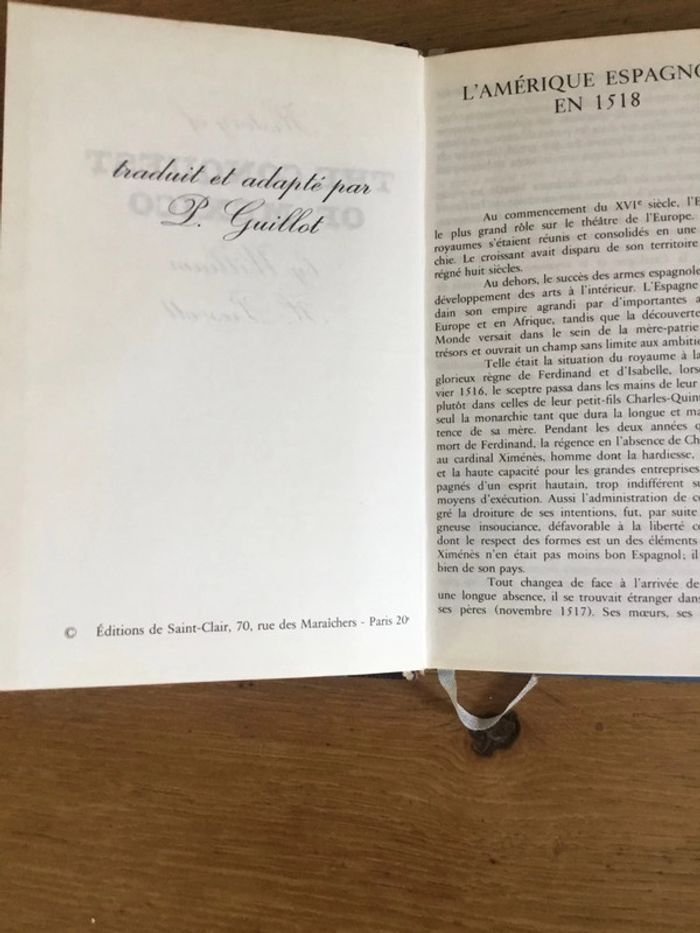 traduit et adapté par
P. Guillot
© Éditions de Saint-Clair, 70, rue des Maraîchers - Paris 20e
L'AMÉRIQUE ESPAGNO
EN 1518
Au commencement du XVIe siècle, l'E
le plus grand rôle sur le théâtre de l'Europe.
royaumes s'étaient réunis et consolidés en une
chie. Le croissant avait disparu de son territoire
régné huit siècles.
Au dehors, le succès des armes espagnole
développement des arts à l'intérieur. L'Espagne
dain son empire agrandi par d'importantes a
Europe et en Afrique, tandis que la découverte
Monde versait dans le sein de la mère-patrie
trésors et ouvrait un champ sans limite aux ambitie
Telle était la situation du royaume à la
glorieux règne de Ferdinand et d'Isabelle, lors
vier 1516, le sceptre passa dans les mains de leur
plutôt dans celles de leur petit-fils Charles-Quin
seul la monarchie tant que dura la longue et ma
tence de sa mère. Pendant les deux années q
mort de Ferdinand, la régence en l'absence de Ch
au cardinal Ximénès, homme dont la hardiesse,
et la haute capacité pour les grandes entreprises
pagnés d'un esprit hautain, trop indifférent su
moyens d'exécution. Aussi l'administration de c
gré la droiture de ses intentions, fut, par suite
gneuse insouciance, défavorable à la liberté c
dont le respect des formes est un des éléments
Ximénès n'en était pas moins bon Espagnol; il
bien de son pays.
Tout changea de face à l'arrivée de
une longue absence, il se trouvait étranger dans
ses pères (novembre 1517). Ses mœurs, ses